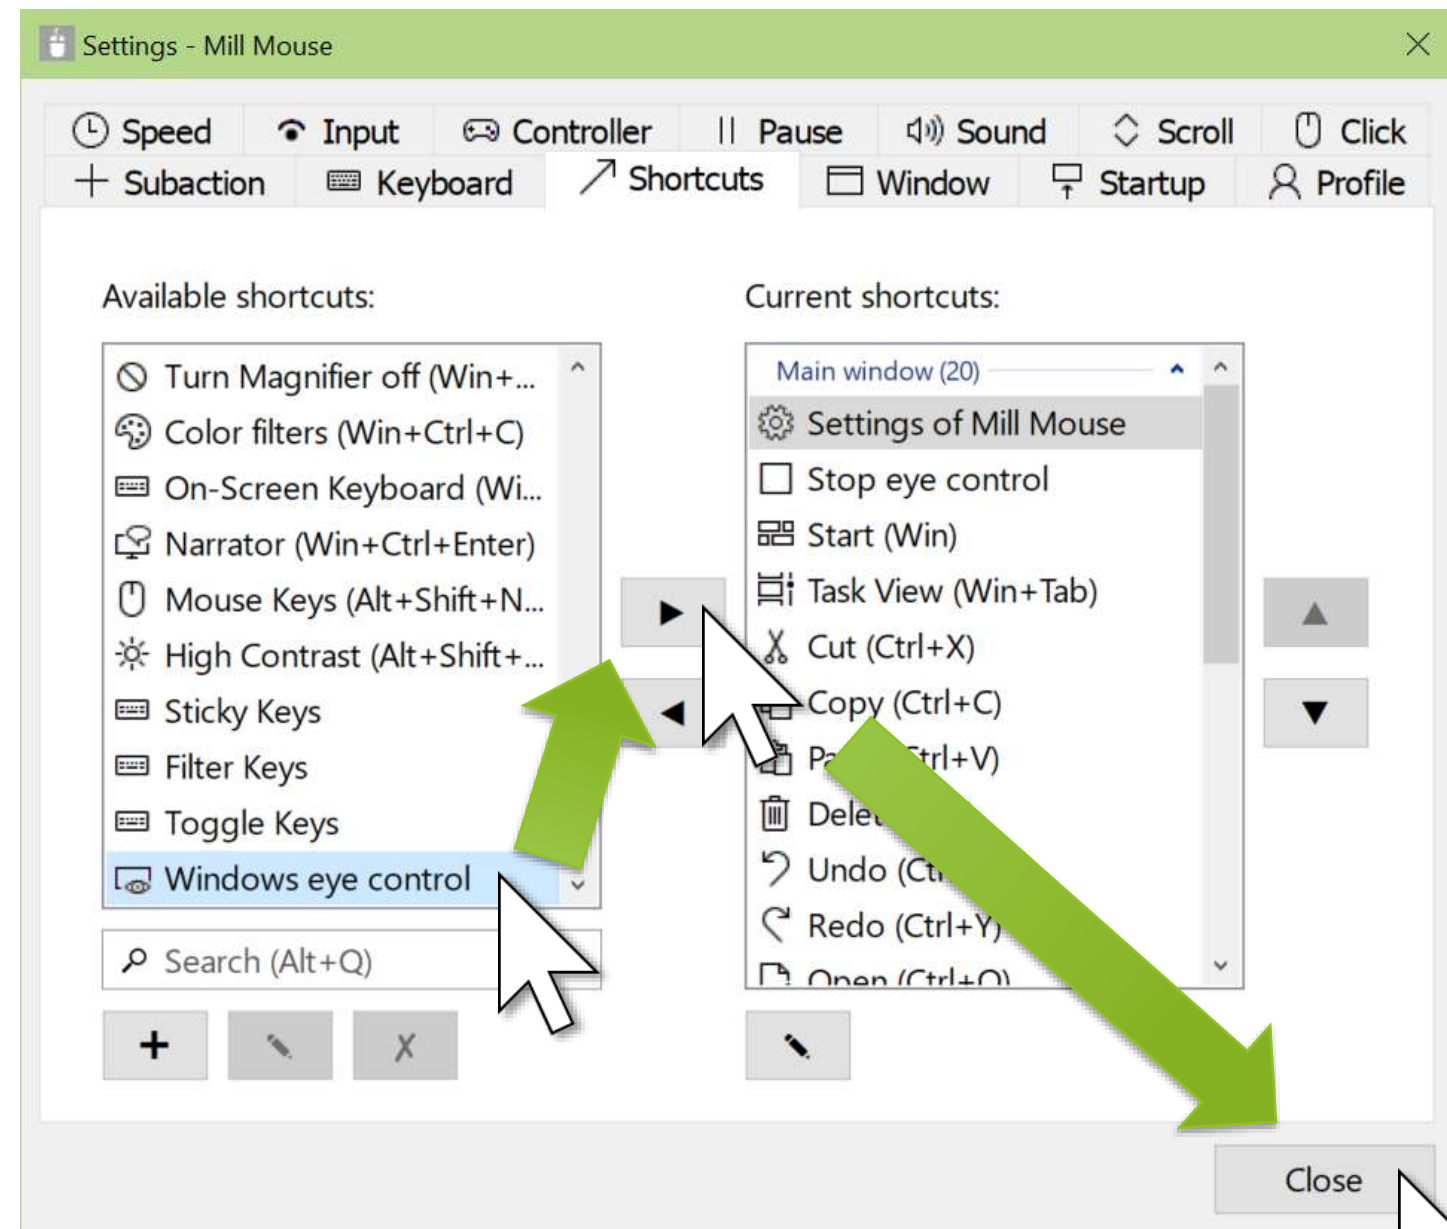 Settings - Mill Mouse
Speed Input Controller Pause Sound Scroll Click
Subaction Keyboard Shortcuts Window Startup Profile
Available shortcuts:
Turn Magnifier off (Win+...
Color filters (Win+Ctrl+C)
On-Screen Keyboard (Wi...
Narrator (Win+Ctrl+Enter)
Mouse Keys (Alt+Shift+N...
High Contrast (Alt+Shift+...
Sticky Keys
Filter Keys
Toggle Keys
Windows eye control
Search (Alt+Q)
Current shortcuts:
Main window (20)
Settings of Mill Mouse
Stop eye control
Start (Win)
Task View (Win+Tab)
Cut (Ctrl+X)
Copy (Ctrl+C)
Undo
Redo (Ctrl+Y)
Open (Ctrl+O)
Close